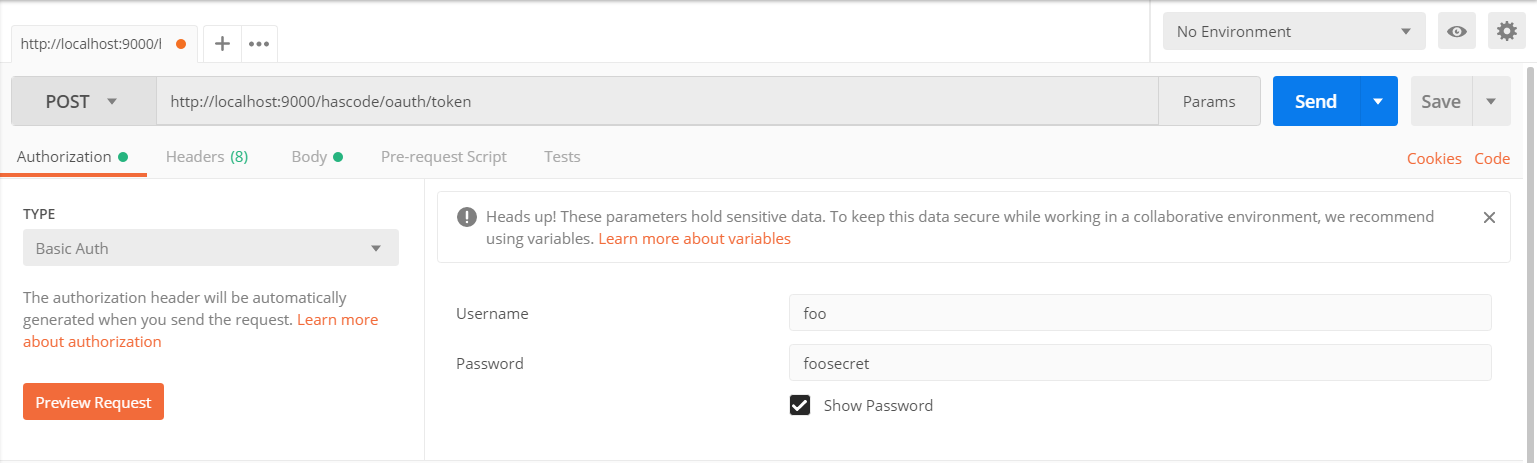 http://localhost:9000/l
No Environment
POST
http://localhost:9000/hascode/oauth/token
Params
Send
Save
Authorization
Headers (8)
Body
Pre-request Script
Tests
Cookies
Code
TYPE
Basic Auth
The authorization header will be automatically
generated when you send the request. Learn more
about authorization
Preview Request
Heads up! These parameters hold sensitive data. To keep this data secure while working in a collaborative environment, we recommend
using variables. Learn more about variables
Username
foo
Password
foosecret
Show Password